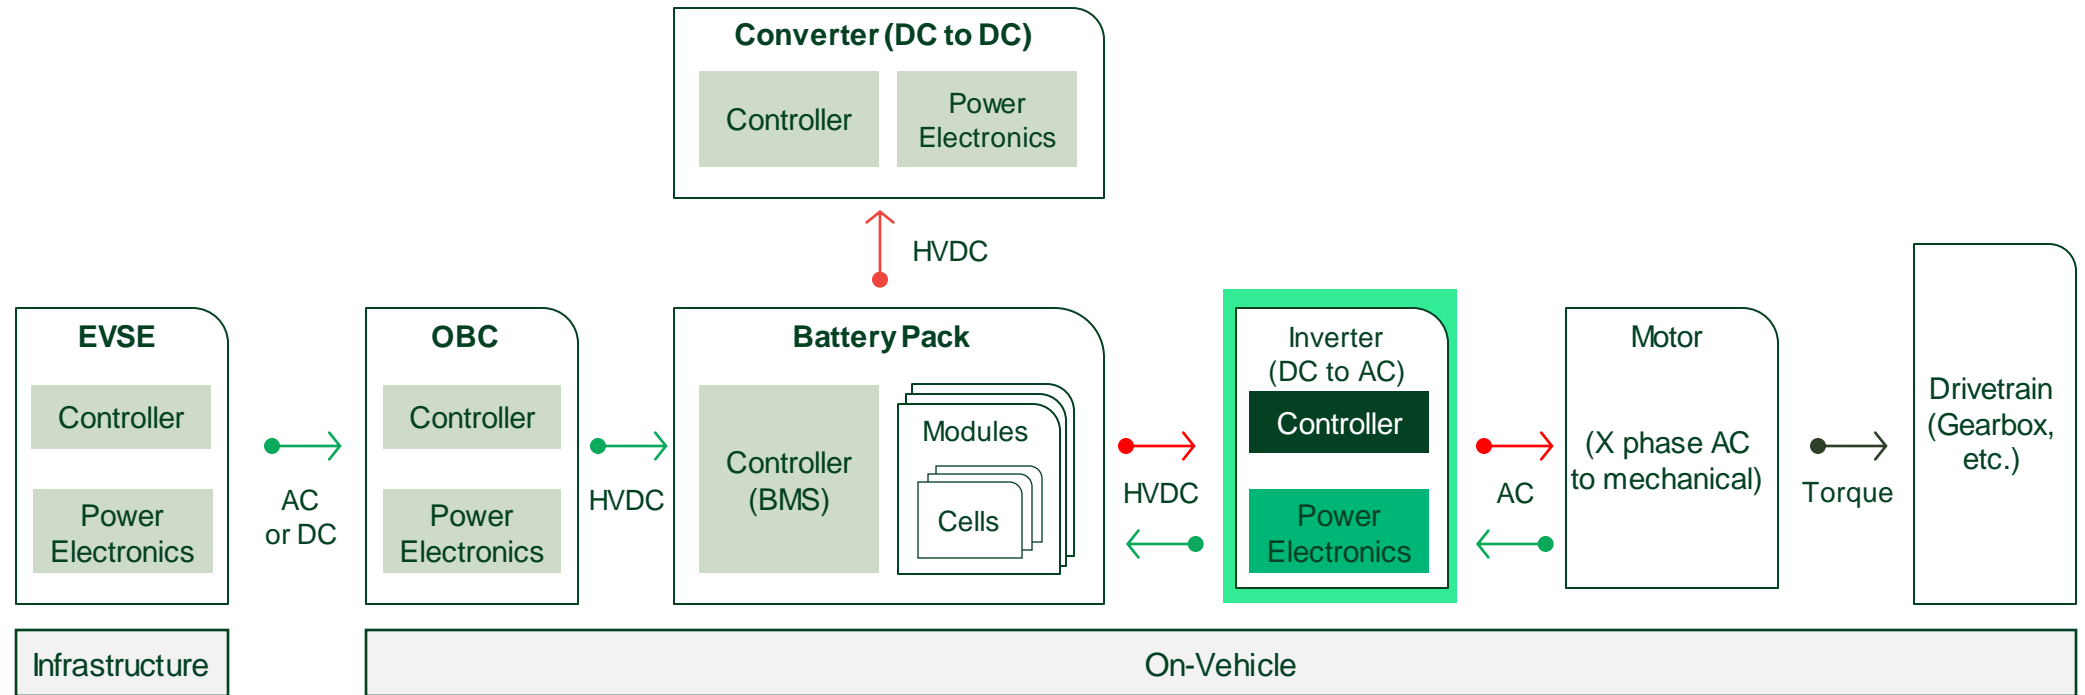 Converter (DC to DC)
Controller
Power
Electronics
HVDC
EVSE
Controller
Power
Electronics
AC
or DC
OBC
Controller
Power
Electronics
HVDC
Battery Pack
Controller
(BMS)
Modules
Cells
HVDC
Inverter
(DC to AC)
Controller
Power
Electronics
AC
Motor
(X phase AC
to mechanical)
Torque
Drivetrain
(Gearbox,
etc.)
Infrastructure
On-Vehicle